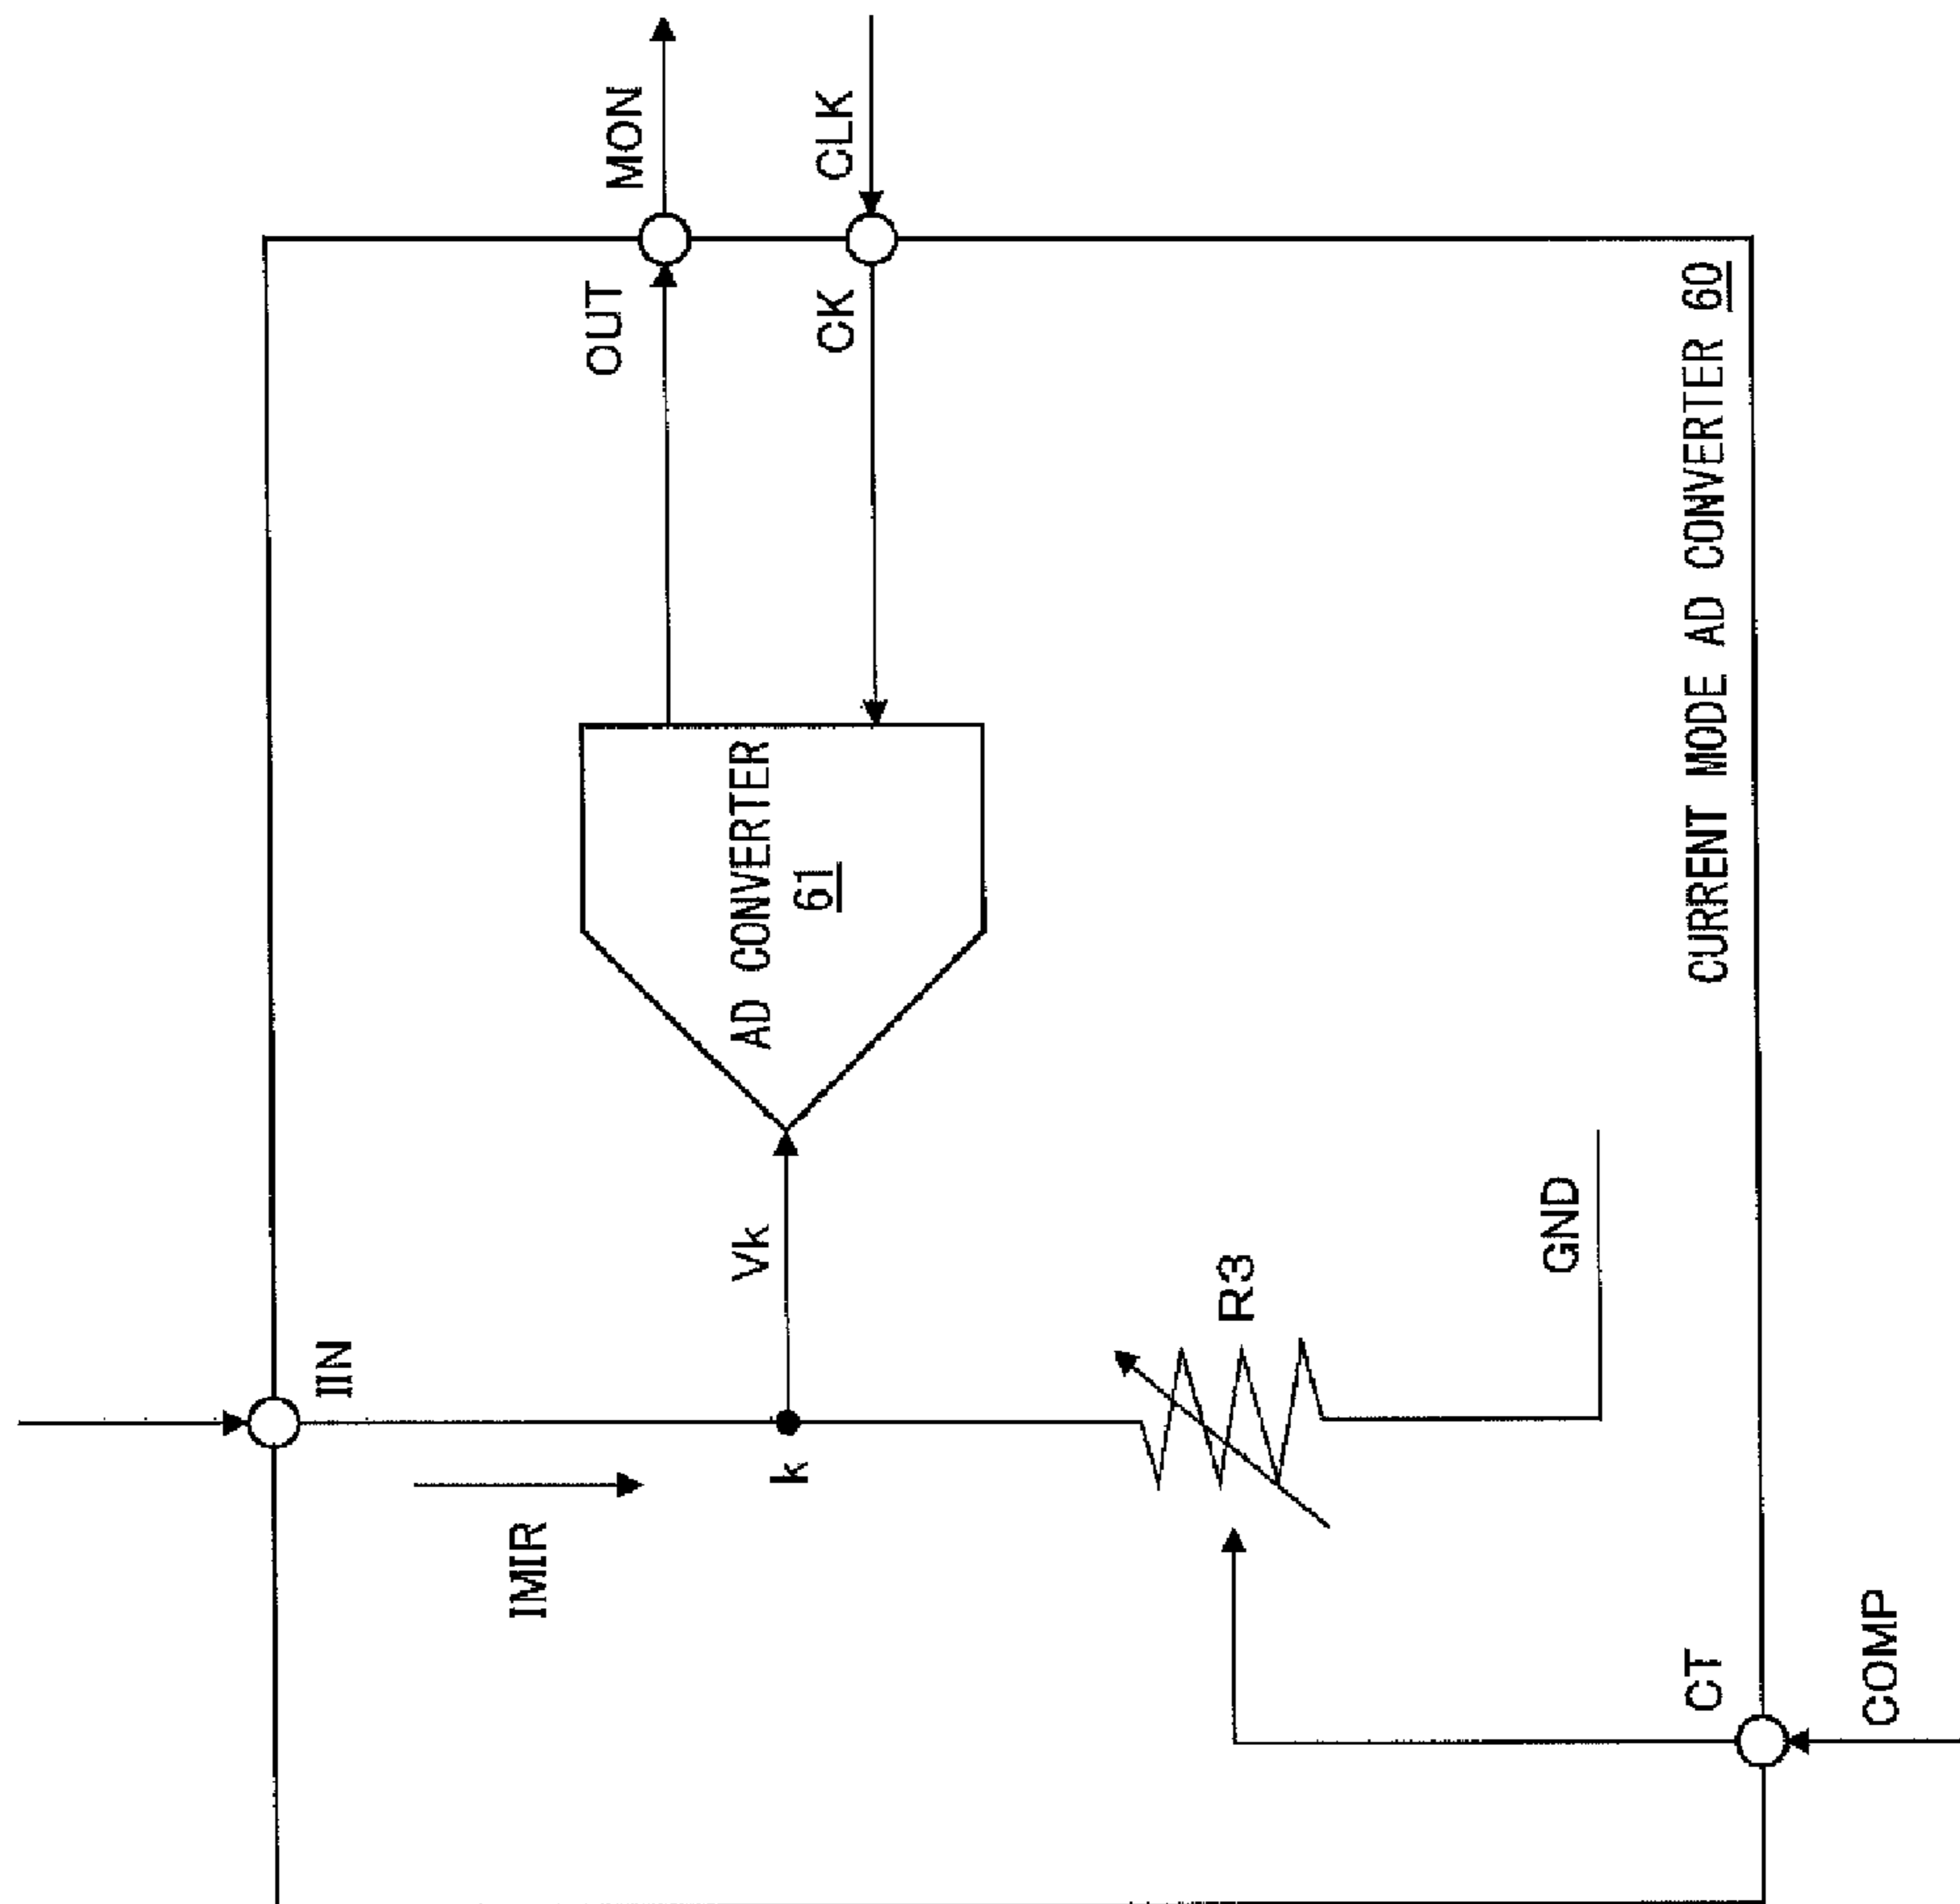 MON
CLK
OUT
CK
AD CONVERTER
61
Vk
IIN
k
IMIR
R3
GND
CT
COMP
CURRENT MODE AD CONVERTER 60